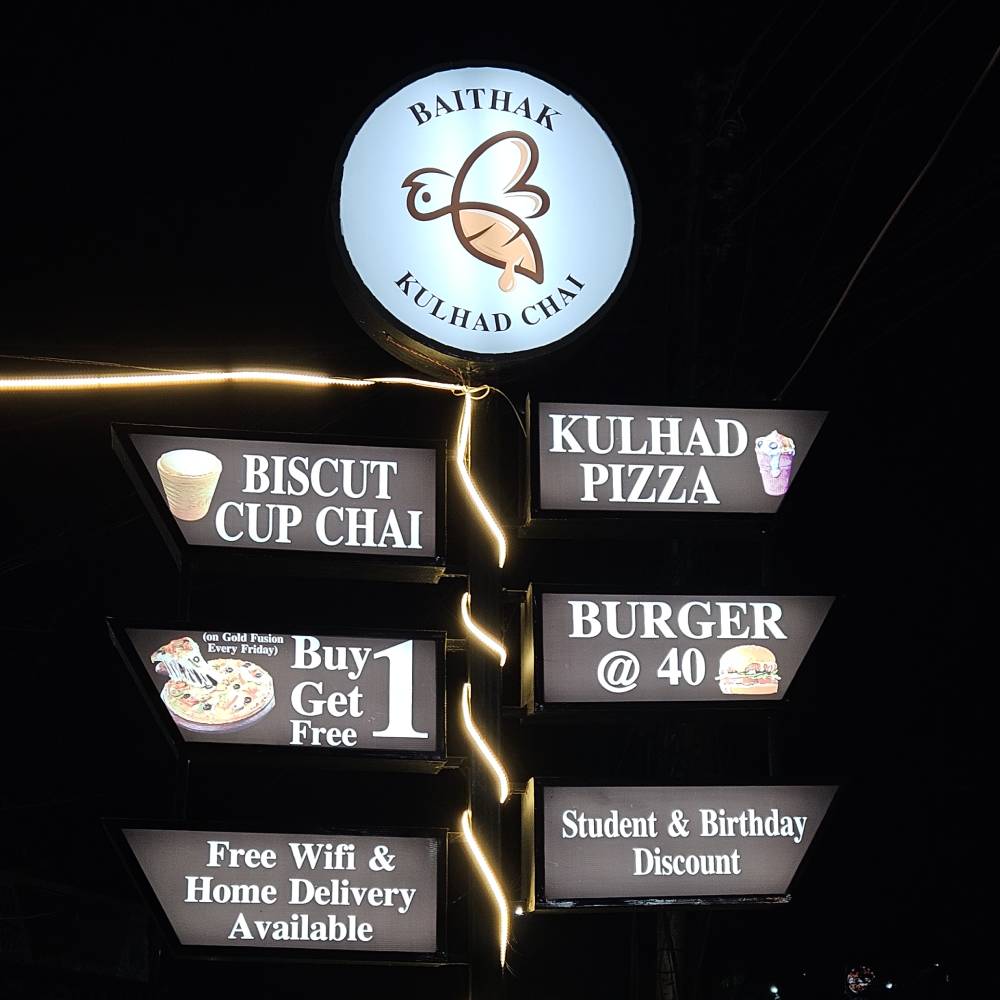 BAITHAK
KULHAD CHAI
BISCUT
CUP CHAI
KULHAD
PIZZA
(on Gold Fusion
Every Friday)
Buy 1
Get
Free
BURGER
@ 40
Free Wifi &
Home Delivery
Available
Student & Birthday
Discount